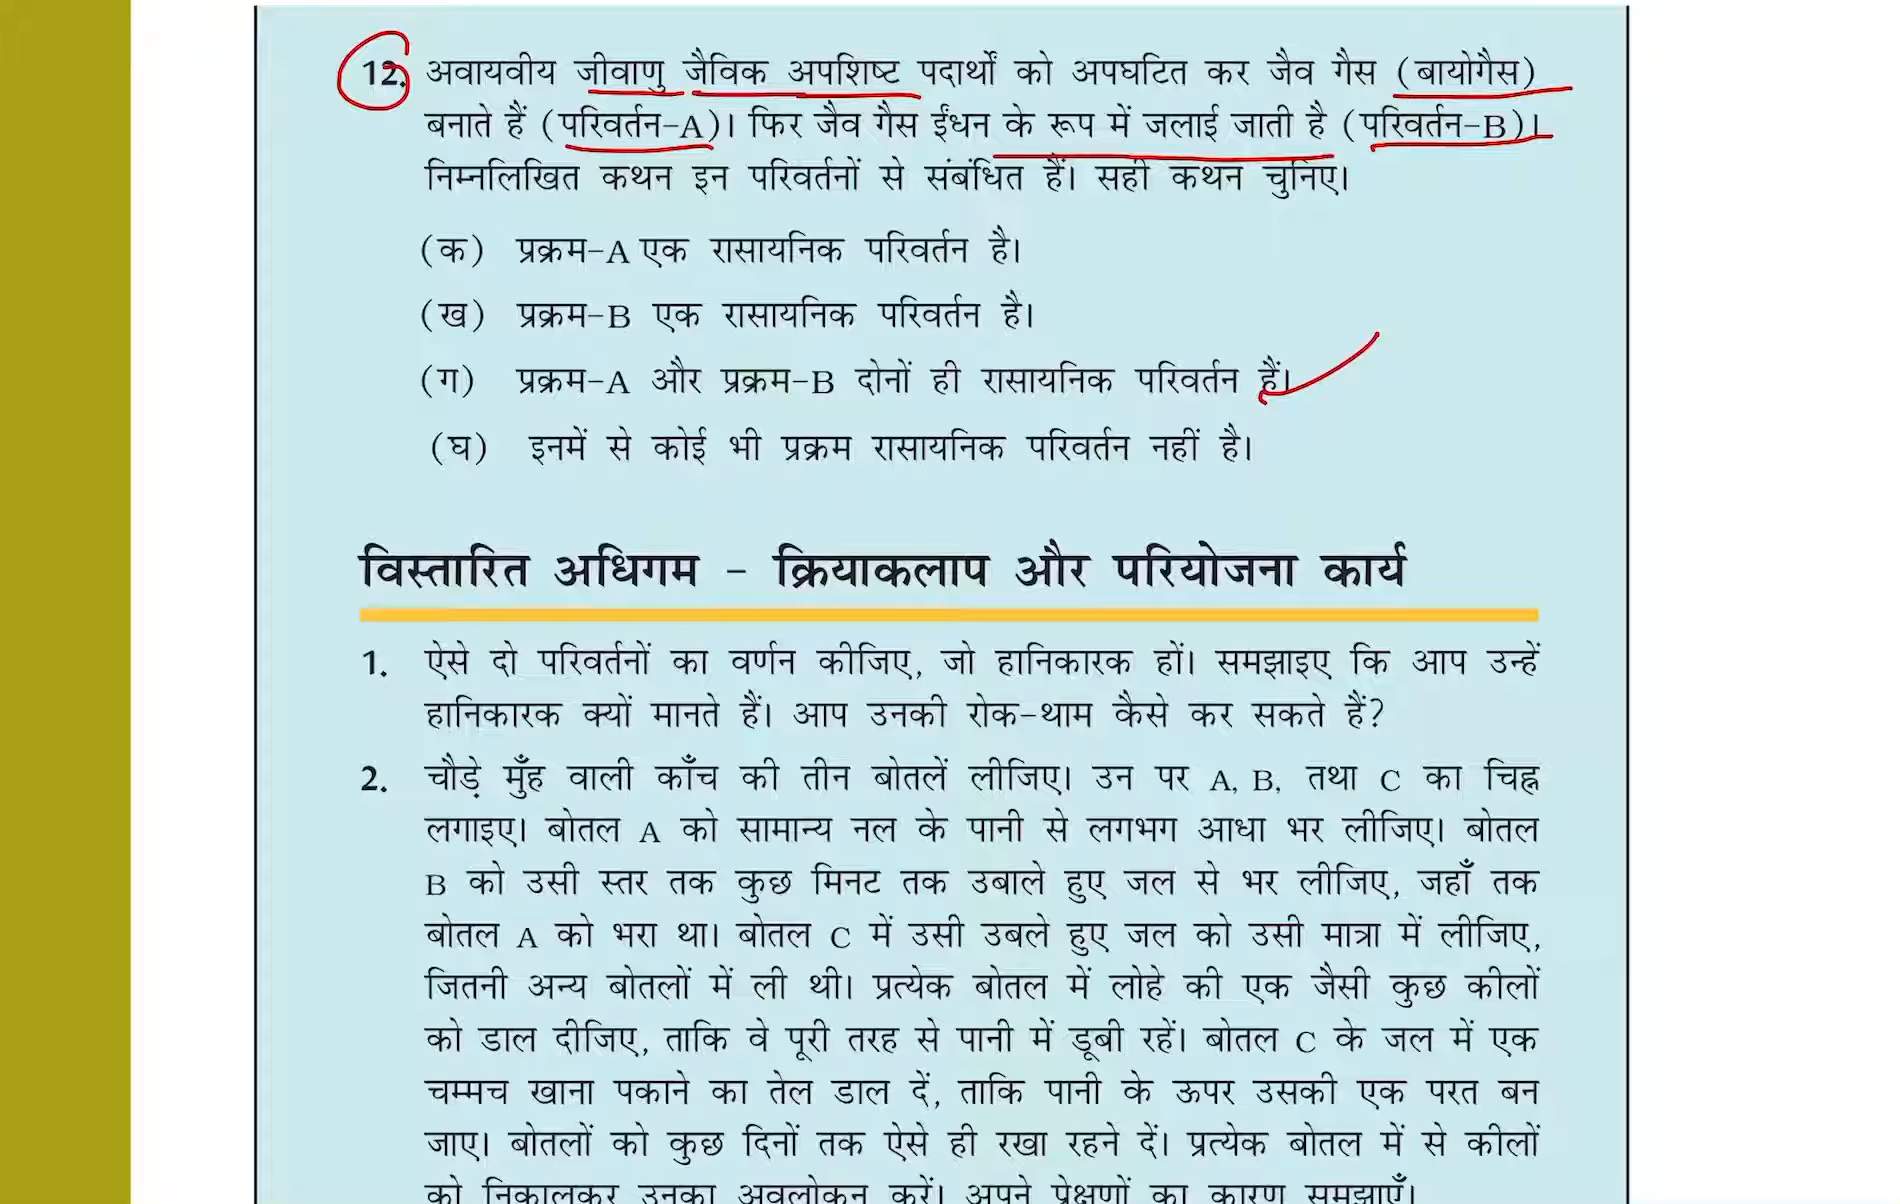 12. अवायवीय जीवाणु जैविक अपशिष्ट पदार्थों को अपघटित कर जैव गैस (बायोगैस)
बनाते हैं (परिवर्तन-A)। फिर जैव गैस ईंधन के रूप में जलाई जाती है (परिवर्तन-B)।
निम्नलिखित कथन इन परिवर्तनों से संबंधित हैं। सही कथन चुनिए।
(क) प्रक्रम-A एक रासायनिक परिवर्तन है।
(ख) प्रक्रम-B एक रासायनिक परिवर्तन है।
(ग) प्रक्रम-A और प्रक्रम-B दोनों ही रासायनिक परिवर्तन हैं।
(घ) इनमें से कोई भी प्रक्रम रासायनिक परिवर्तन नहीं है।
विस्तारित अधिगम - क्रियाकलाप और परियोजना कार्य
1. ऐसे दो परिवर्तनों का वर्णन कीजिए, जो हानिकारक हों। समझाइए कि आप उन्हें
हानिकारक क्यों मानते हैं। आप उनकी रोक-थाम कैसे कर सकते हैं?
2. चौड़े मुँह वाली काँच की तीन बोतलें लीजिए। उन पर A, B, तथा C का चिह्न
लगाइए। बोतल A को सामान्य नल के पानी से लगभग आधा भर लीजिए। बोतल
B को उसी स्तर तक कुछ मिनट तक उबाले हुए जल से भर लीजिए, जहाँ तक
बोतल A को भरा था। बोतल C में उसी उबले हुए जल को उसी मात्रा में लीजिए,
जितनी अन्य बोतलों में ली थी। प्रत्येक बोतल में लोहे की एक जैसी कुछ कीलों
को डाल दीजिए, ताकि वे पूरी तरह से पानी में डूबी रहें। बोतल C के जल में एक
चम्मच खाना पकाने का तेल डाल दें, ताकि पानी के ऊपर उसकी एक परत बन
जाए। बोतलों को कुछ दिनों तक ऐसे ही रखा रहने दें। प्रत्येक बोतल में से कीलों
को निकालकर उनका अवलोकन करें। अपने प्रेक्षणों का कारण समझाएँ।